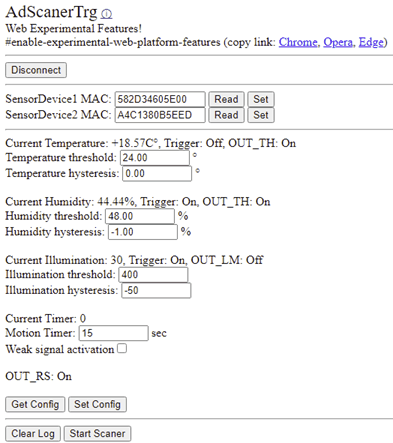 AdScanerTrg ⓘ
Web Experimental Features!
#enable-experimental-web-platform-features (copy link: Chrome, Opera, Edge)
Disconnect
SensorDevice1 MAC: 582D34605E00 Read Set
SensorDevice2 MAC: A4C1380B5EED Read Set
Current Temperature: +18.57C°, Trigger: Off, OUT_TH: On
Temperature threshold: 24.00 °
Temperature hysteresis: 0.00 °
Current Humidity: 44.44%, Trigger: On, OUT_TH: On
Humidity threshold: 48.00 %
Humidity hysteresis: -1.00 %
Current Illumination: 30, Trigger: On, OUT_LM: Off
Illumination threshold: 400
Illumination hysteresis: -50
Current Timer: 0
Motion Timer: 15 sec
Weak signal activation
OUT_RS: On
Get Config Set Config
Clear Log Start Scaner